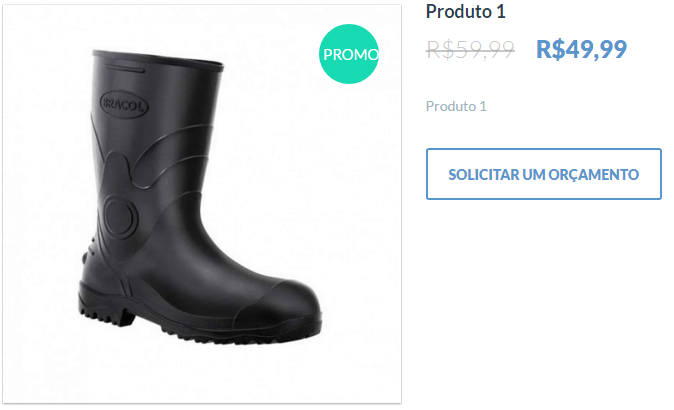 Produto 1
R$59,99 R$49,99
PROMO
BRACOL
Produto 1
SOLICITAR UM ORÇAMENTO